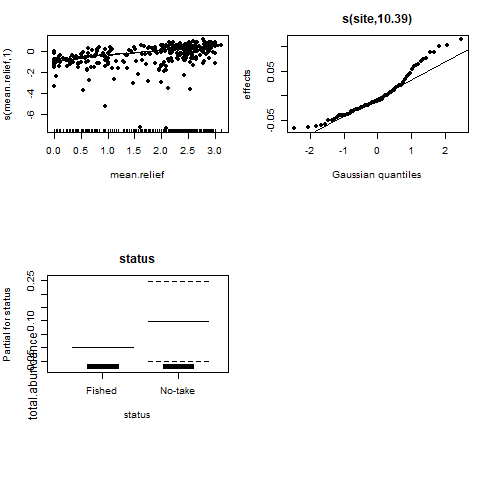 s(mean.relief,1)
0
-2
-4
-6
0.0 0.5 1.0 1.5 2.0 2.5 3.0
mean.relief
s(site,10.39)
effects
0.05
-0.05
-2 -1 0 1 2
Gaussian quantiles
status
Partial for status
total.abundance
0.25
0.10
Fished No-take
status